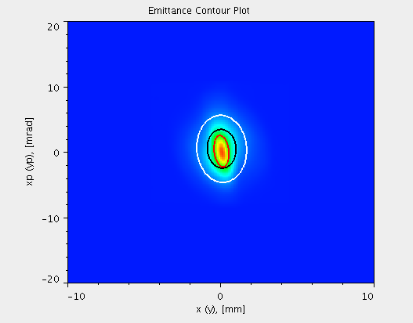 Emittance Contour Plot
20
10
0
-10
-20
xp (yp), [mrad]
-10
0
10
x (y), [mm]